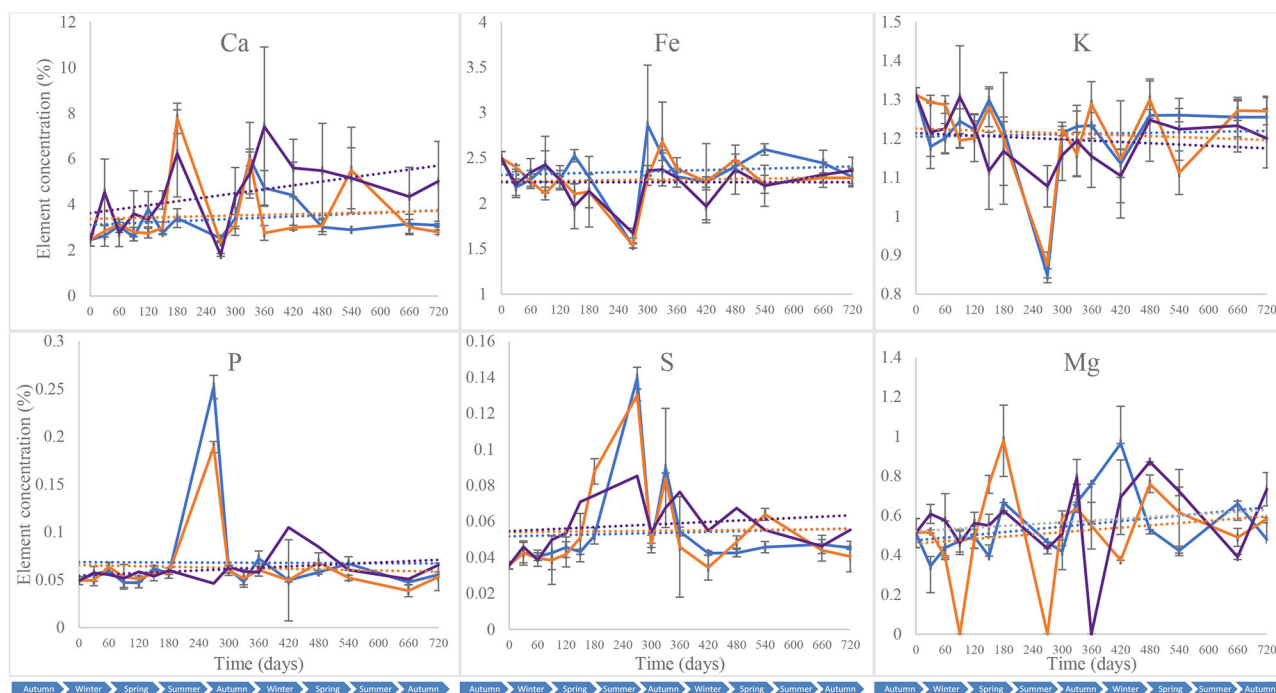 Ca
Element concentration (%)
12
10
8
6
4
2
0
0 60 120 180 240 300 360 420 480 540 600 660 720
Fe
4
3.5
3
2.5
2
1.5
1
0 60 120 180 240 300 360 420 480 540 600 660 720
K
1.5
1.4
1.3
1.2
1.1
1
0.9
0.8
0 60 120 180 240 300 360 420 480 540 600 660 720
P
Element concentration (%)
0.3
0.25
0.2
0.15
0.1
0.05
0
0 60 120 180 240 300 360 420 480 540 600 660 720
Time (days)
S
Element concentration (%)
0.16
0.14
0.12
0.1
0.08
0.06
0.04
0.02
0
0 60 120 180 240 300 360 420 480 540 600 660 720
Time (days)
Mg
1.4
1.2
1
0.8
0.6
0.4
0.2
0
0 60 120 180 240 300 360 420 480 540 600 660 720
Time (days)
Autumn Winter Spring Summer Autumn Winter Spring Summer Autumn
Autumn Winter Spring Summer Autumn Winter Spring Summer Autumn
Autumn Winter Spring Summer Autumn Winter Spring Summer Autumn